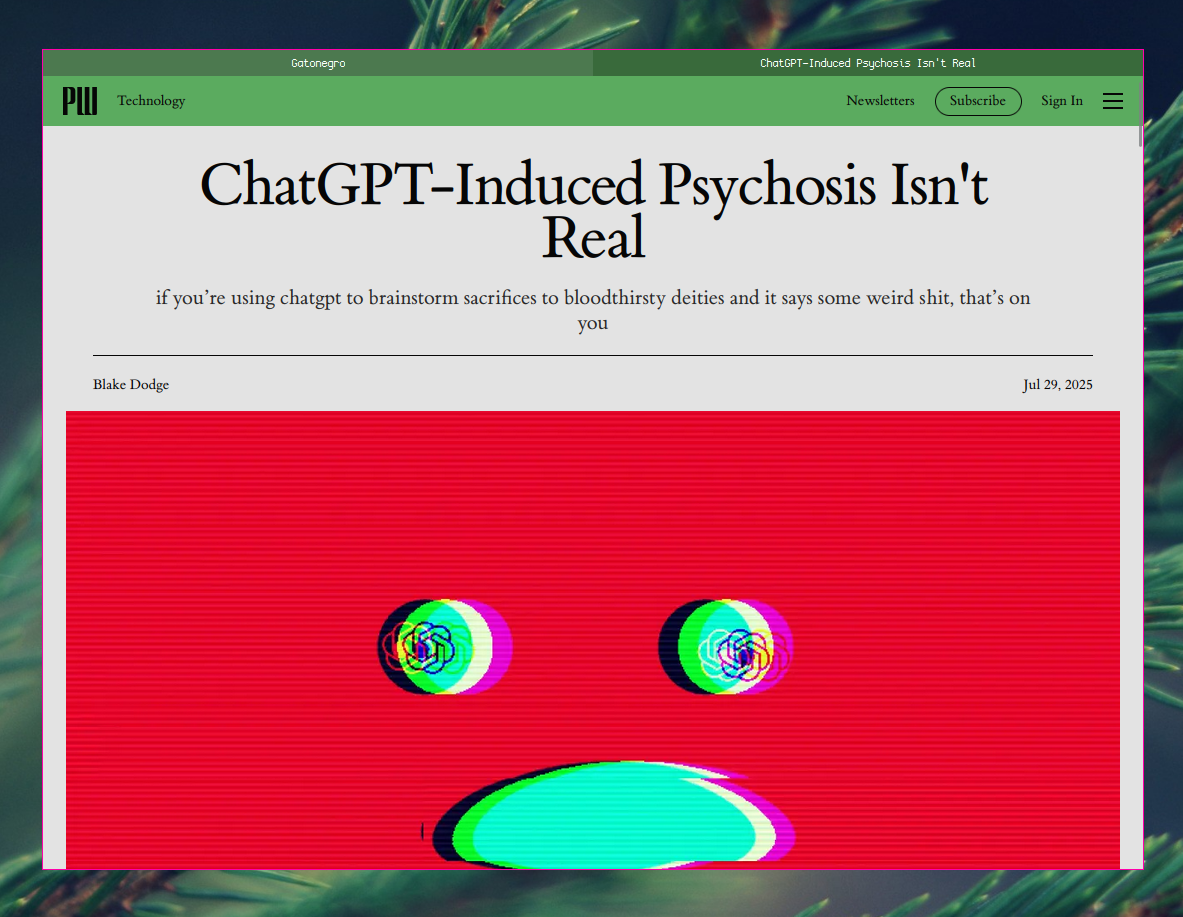 Gatonegro
ChatGPT-Induced Psychosis Isn't Real
PW
Technology
Newsletters
Subscribe
Sign In
ChatGPT-Induced Psychosis Isn't
Real
if you’re using chatgpt to brainstorm sacrifices to bloodthirsty deities and it says some weird shit, that’s on
you
Blake Dodge
Jul 29, 2025